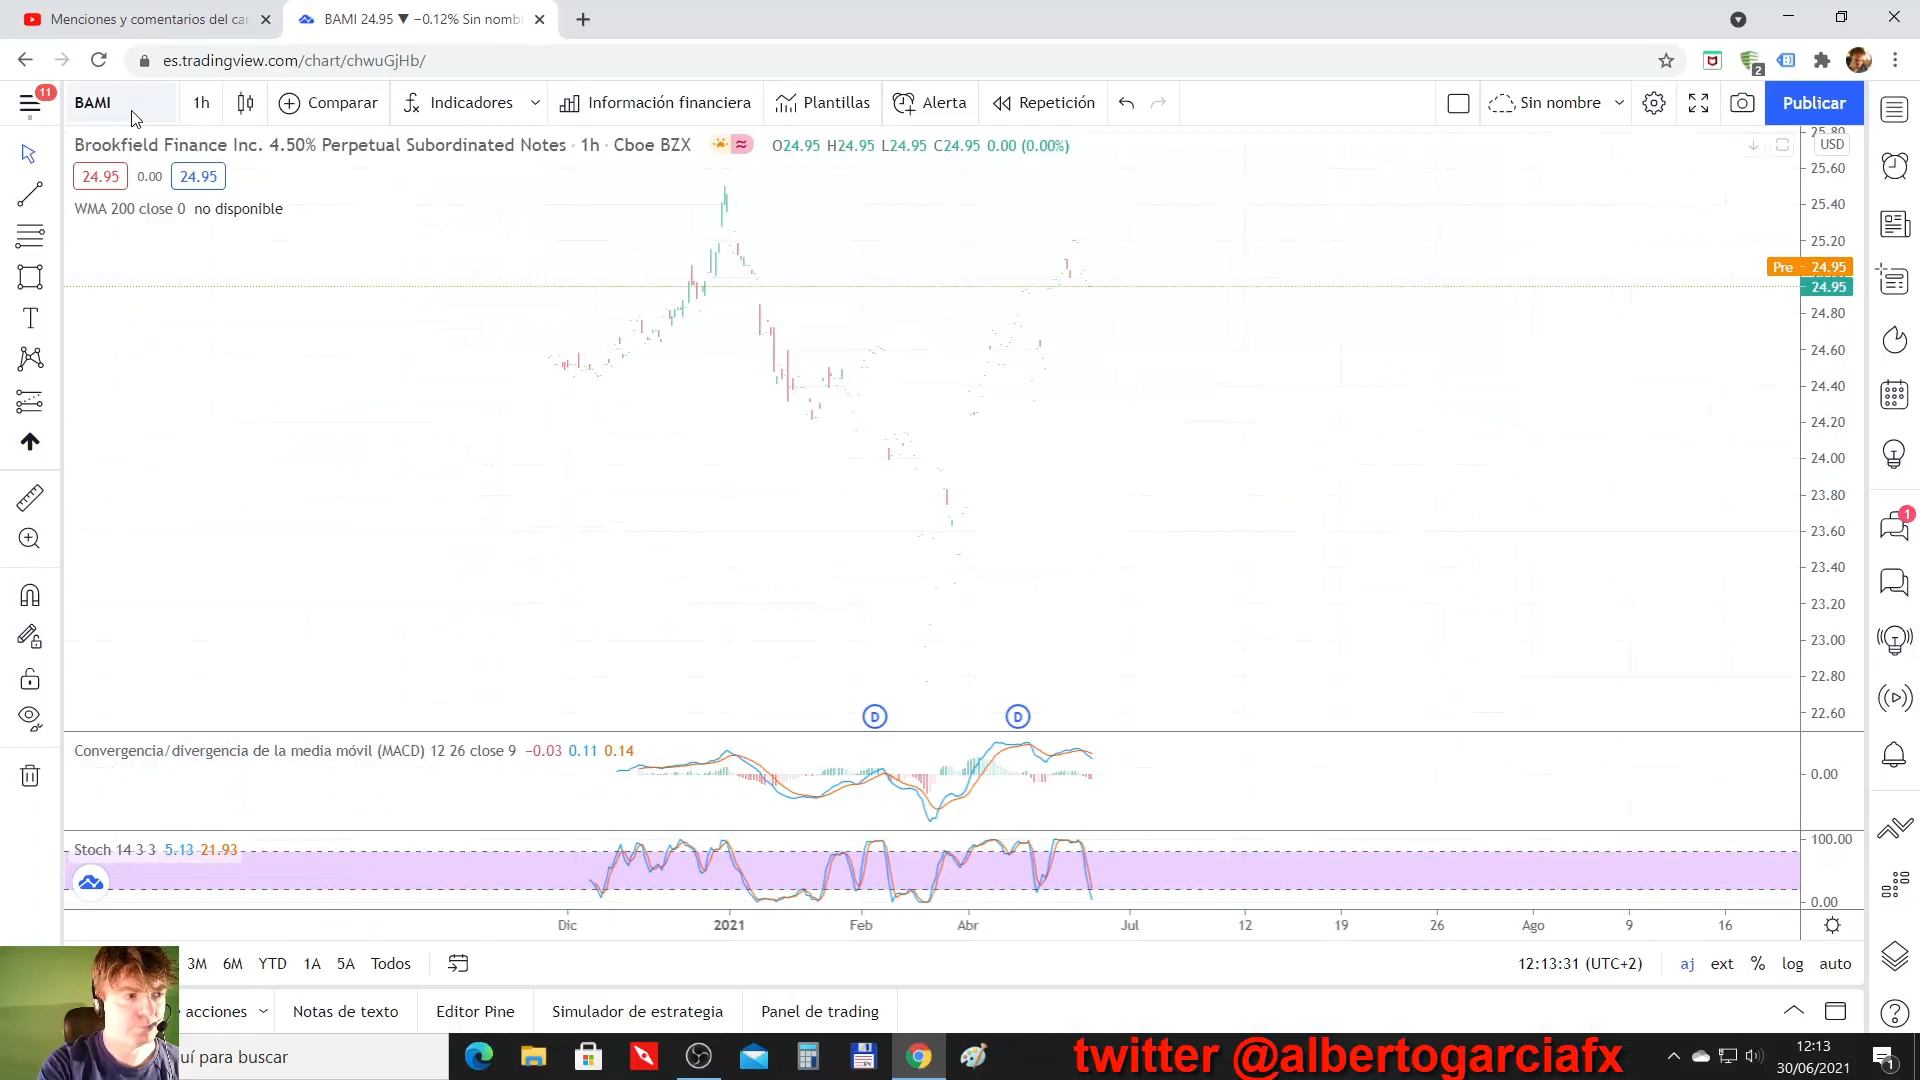 Menciones y comentarios del car
BAMI 24.95 ▼ −0.12% Sin nomb
es.tradingview.com/chart/chwuGjHb/
2
11
BAMI
1h
Comparar
Indicadores
Información financiera
Plantillas
Alerta
Repetición
Sin nombre
Publicar
Brookfield Finance Inc. 4.50% Perpetual Subordinated Notes · 1h · Cboe BZX
O24.95 H24.95 L24.95 C24.95 0.00 (0.00%)
24.95 0.00 24.95
WMA 200 close 0 no disponible
USD
25.80
25.60
25.40
25.20
Pre 24.95
24.95
24.80
24.60
24.40
24.20
24.00
23.80
23.60
23.40
23.20
23.00
22.80
22.60
1
D
D
Convergencia/divergencia de la media móvil (MACD) 12 26 close 9 −0.03 0.11 0.14
0.00
Stoch 14 3 3 5.13 21.93
100.00
0.00
Dic 2021 Feb Abr Jul 12 19 26 Ago 9 16
3M 6M YTD 1A 5A Todos
12:13:31 (UTC+2) aj ext % log auto
acciones
Notas de texto
Editor Pine
Simulador de estrategia
Panel de trading
uí para buscar
twitter @albertogarciafx
12:13
30/06/2021
1